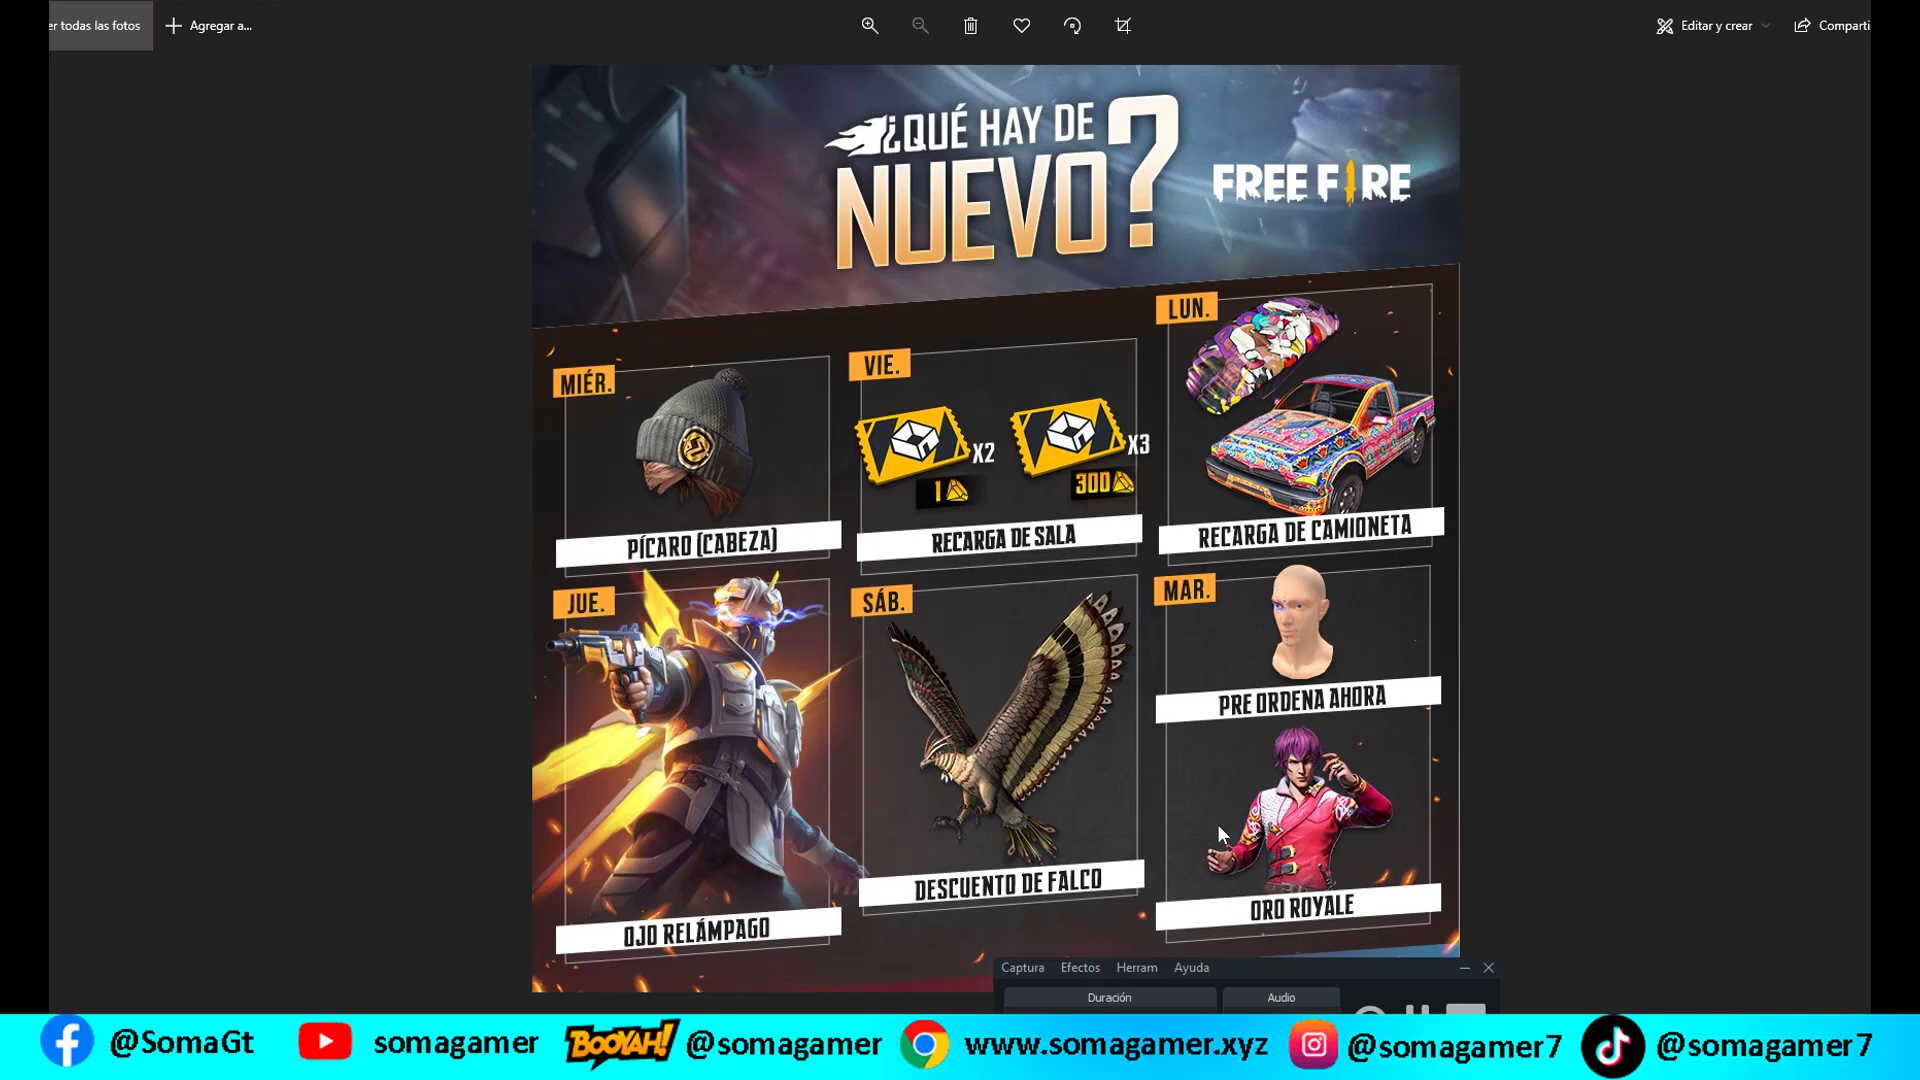 er todas las fotos
Agregar a...
Editar y crear
Comparti
¿QUÉ HAY DE
NUEVO?
FREE FIRE
MIÉR.
PÍCARO (CABEZA)
VIE.
X2
1
X3
300
RECARGA DE SALA
LUN.
RECARGA DE CAMIONETA
JUE.
OJO RELÁMPAGO
SÁB.
DESCUENTO DE FALCO
MAR.
PRE ORDENA AHORA
ORO ROYALE
Captura Efectos Herram Ayuda
Duración Audio
@SomaGt somagamer BOOYAH! @somagamer www.somagamer.xyz @somagamer7 @somagamer7